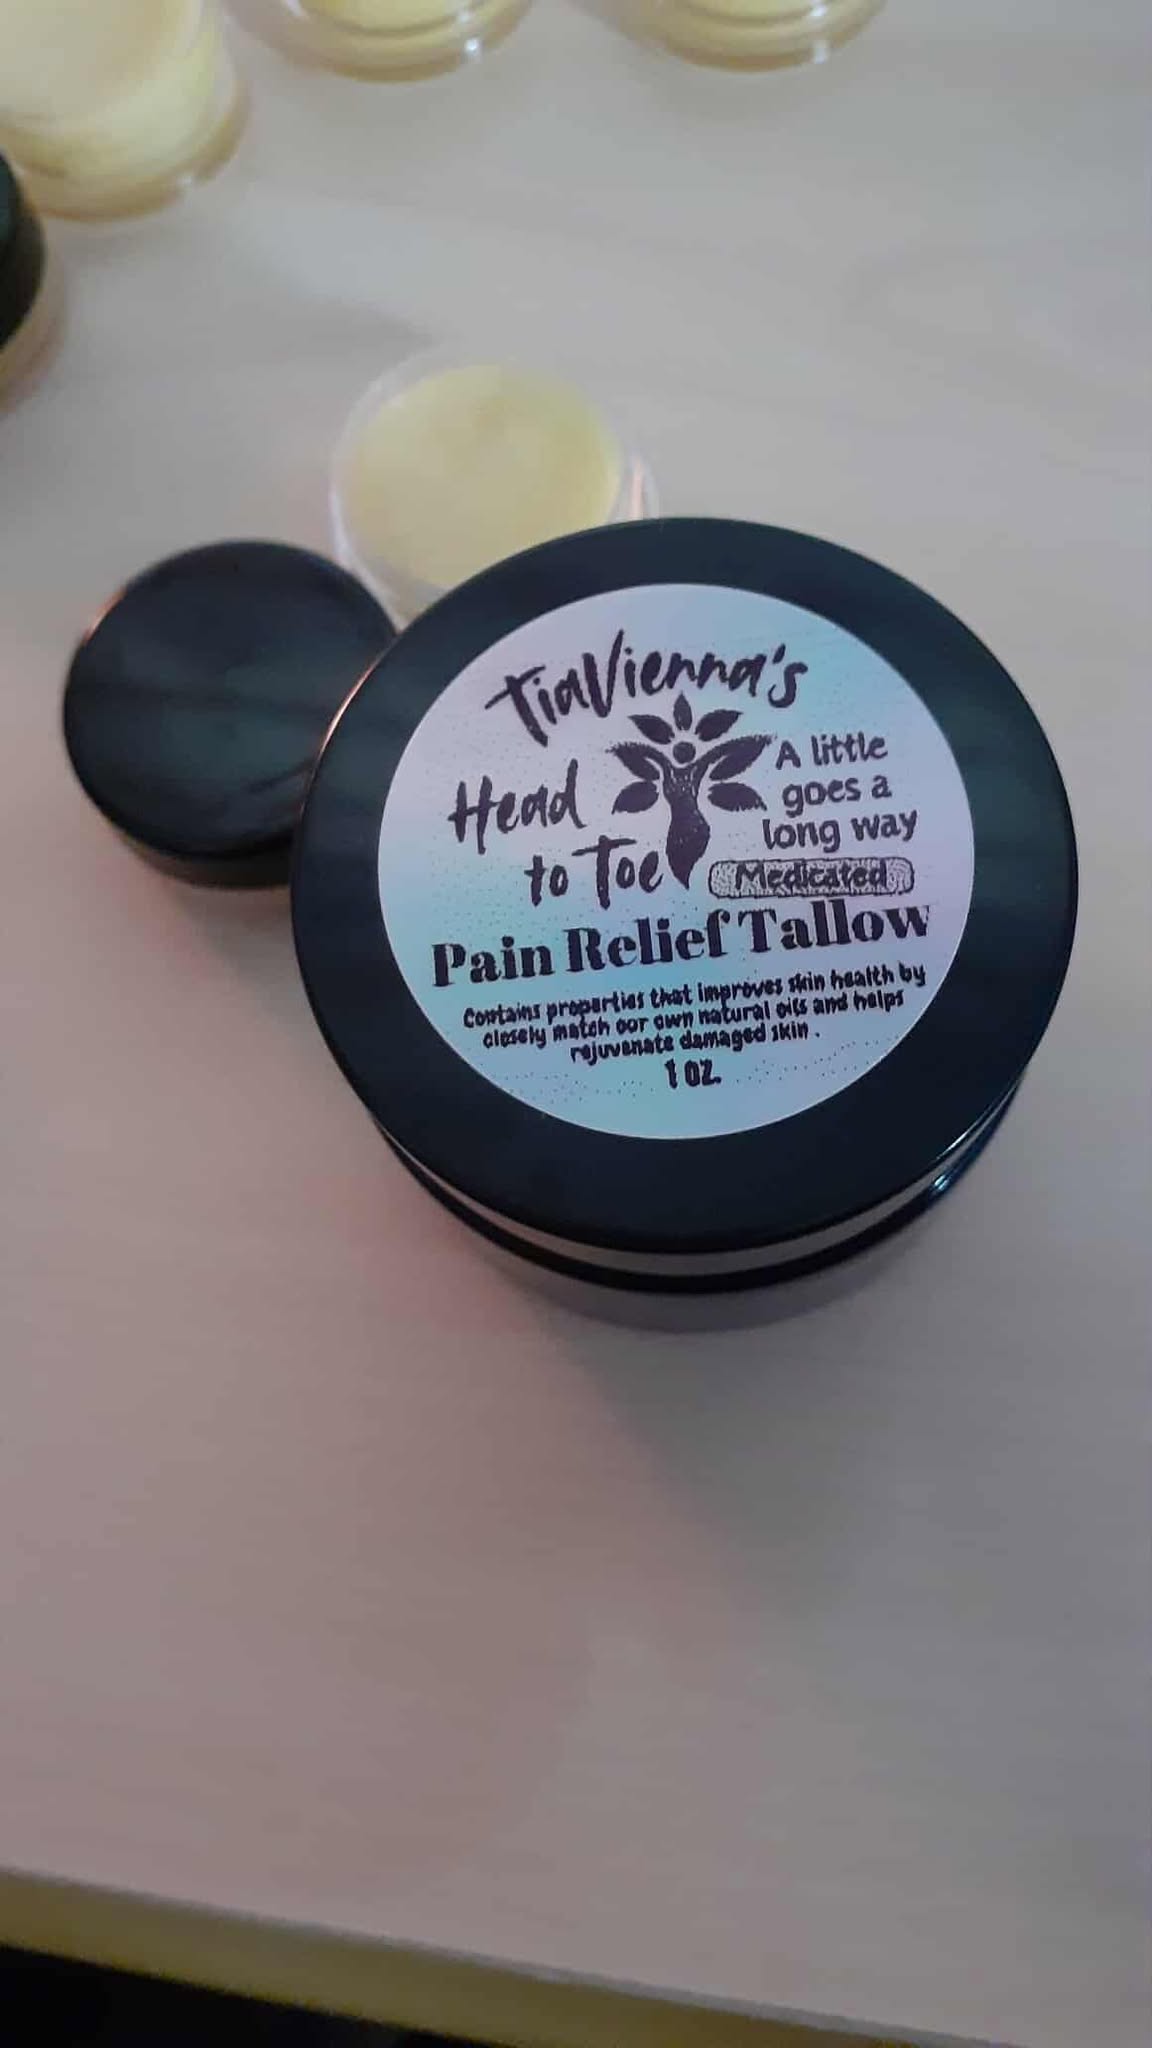 TiaVienna's
Head
to Toe
A little
goes a
long way
Medicated
Pain Relief Tallow
Contains properties that improves skin health by
closely match our own natural oils and helps
rejuvenate damaged skin.
1 OZ.